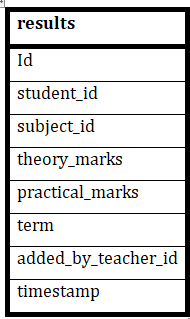 results
Id
student_id
subject_id
theory_marks
practical_marks
term
added_by_teacher_id
timestamp